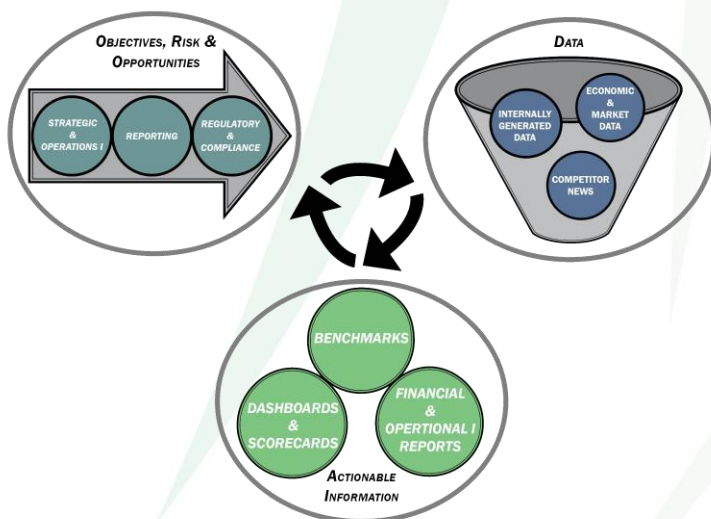 OBJECTIVES, RISK &
OPPORTUNITIES
STRATEGIC
&
OPERATIONS I
REPORTING
REGULATORY
&
COMPLIANCE
DATA
INTERNALLY
GENERATED
DATA
ECONOMIC
&
MARKET
DATA
COMPETITOR
NEWS
BENCHMARKS
DASHBOARDS
&
SCORECARDS
FINANCIAL
&
OPERTIONAL I
REPORTS
ACTIONABLE
INFORMATION